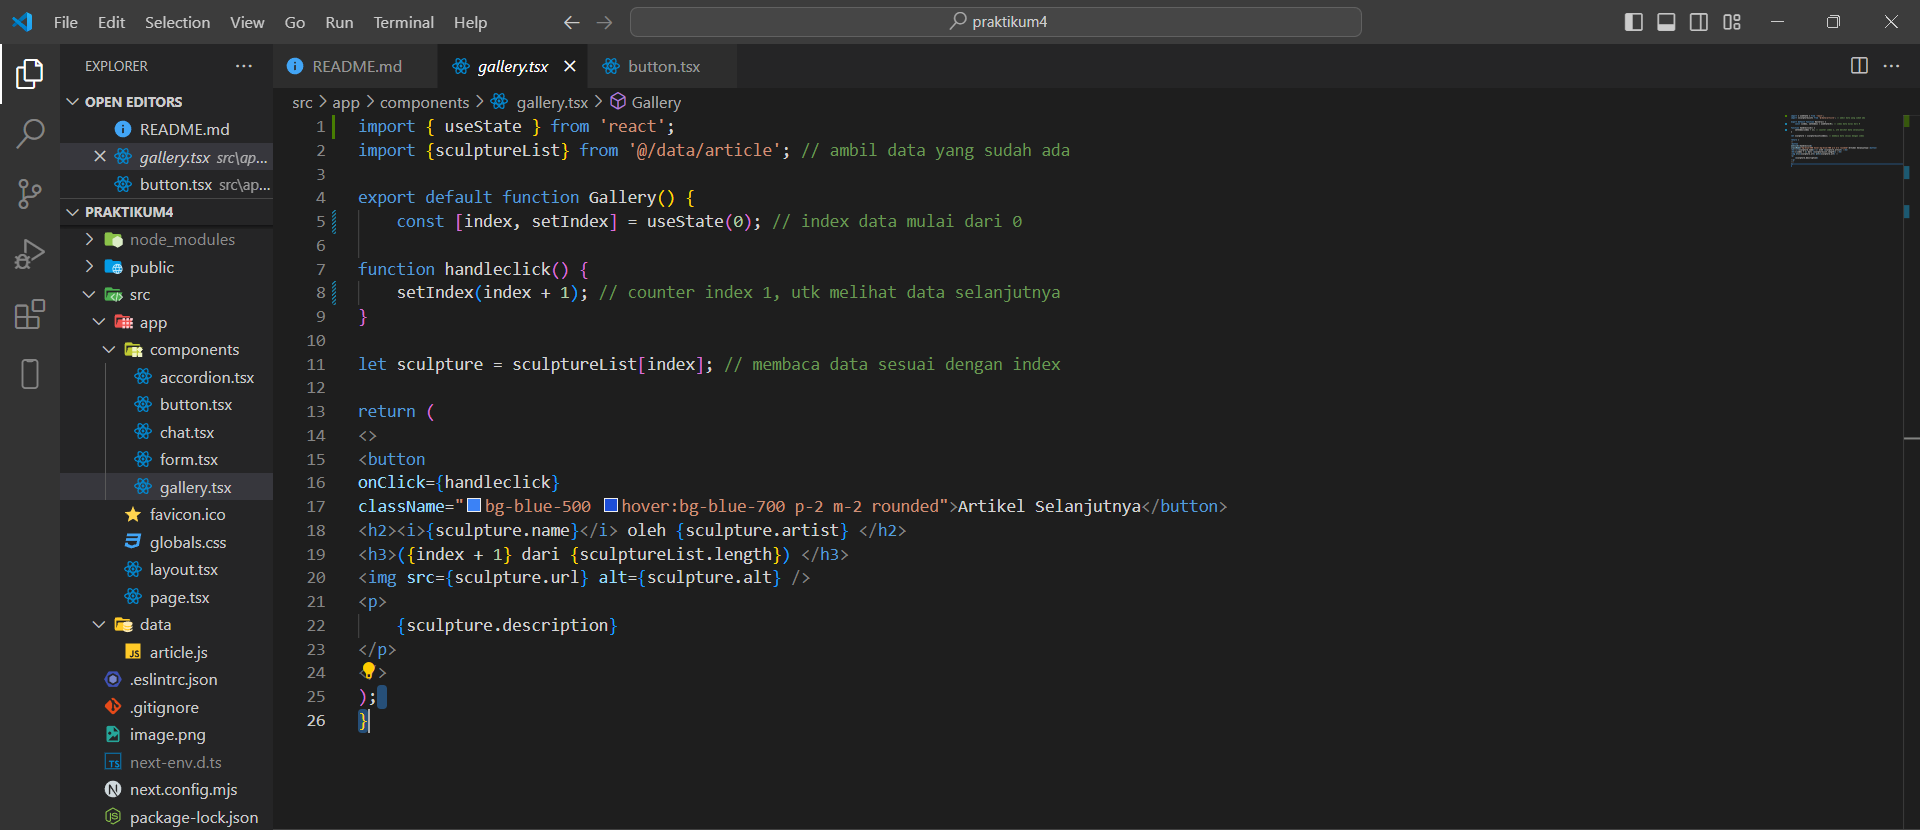 File Edit Selection View Go Run Terminal Help
praktikum4
EXPLORER
OPEN EDITORS
README.md
gallery.tsx src\ap...
button.tsx src\ap...
PRAKTIKUM4
node_modules
public
src
app
components
accordion.tsx
button.tsx
chat.tsx
form.tsx
gallery.tsx
favicon.ico
globals.css
layout.tsx
page.tsx
data
article.js
.eslintrc.json
.gitignore
image.png
next-env.d.ts
next.config.mjs
package-lock.json
README.md gallery.tsx button.tsx
src > app > components > gallery.tsx > Gallery
1 import { useState } from 'react';
2 import {sculptureList} from '@/data/article'; // ambil data yang sudah ada
3
4 export default function Gallery() {
5 const [index, setIndex] = useState(0); // index data mulai dari 0
6
7 function handleclick() {
8 setIndex(index + 1); // counter index 1, utk melihat data selanjutnya
9 }
10
11 let sculpture = sculptureList[index]; // membaca data sesuai dengan index
12
13 return (
14 <>
15 <button
16 onClick={handleclick}
17 className="bg-blue-500 hover:bg-blue-700 p-2 m-2 rounded">Artikel Selanjutnya</button>
18 <h2><i>{sculpture.name}</i> oleh {sculpture.artist} </h2>
19 <h3>({index + 1} dari {sculptureList.length}) </h3>
20 <img src={sculpture.url} alt={sculpture.alt} />
21 <p>
22 {sculpture.description}
23 </p>
24 <>
25 );
26 }